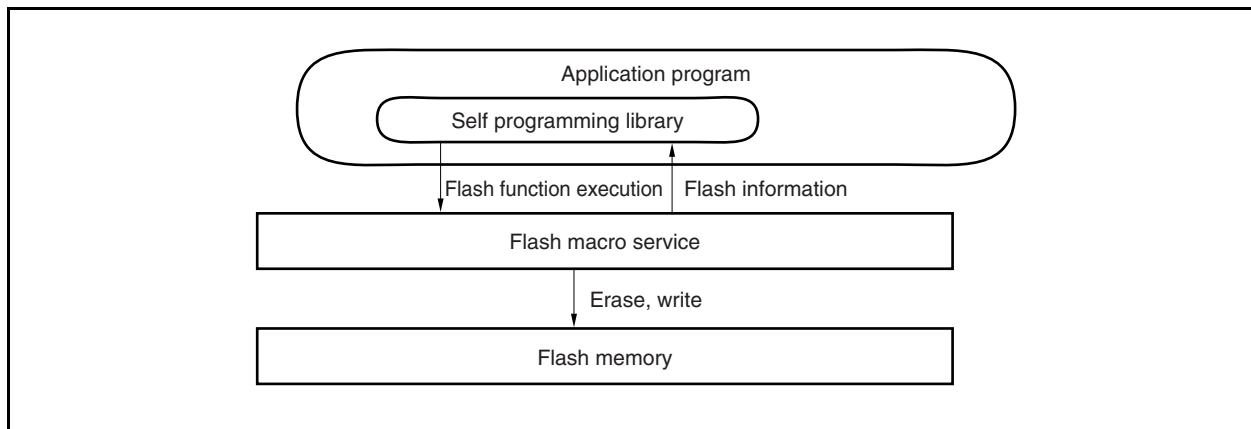 Application program
Self programming library
Flash function execution
Flash information
Flash macro service
Erase, write
Flash memory